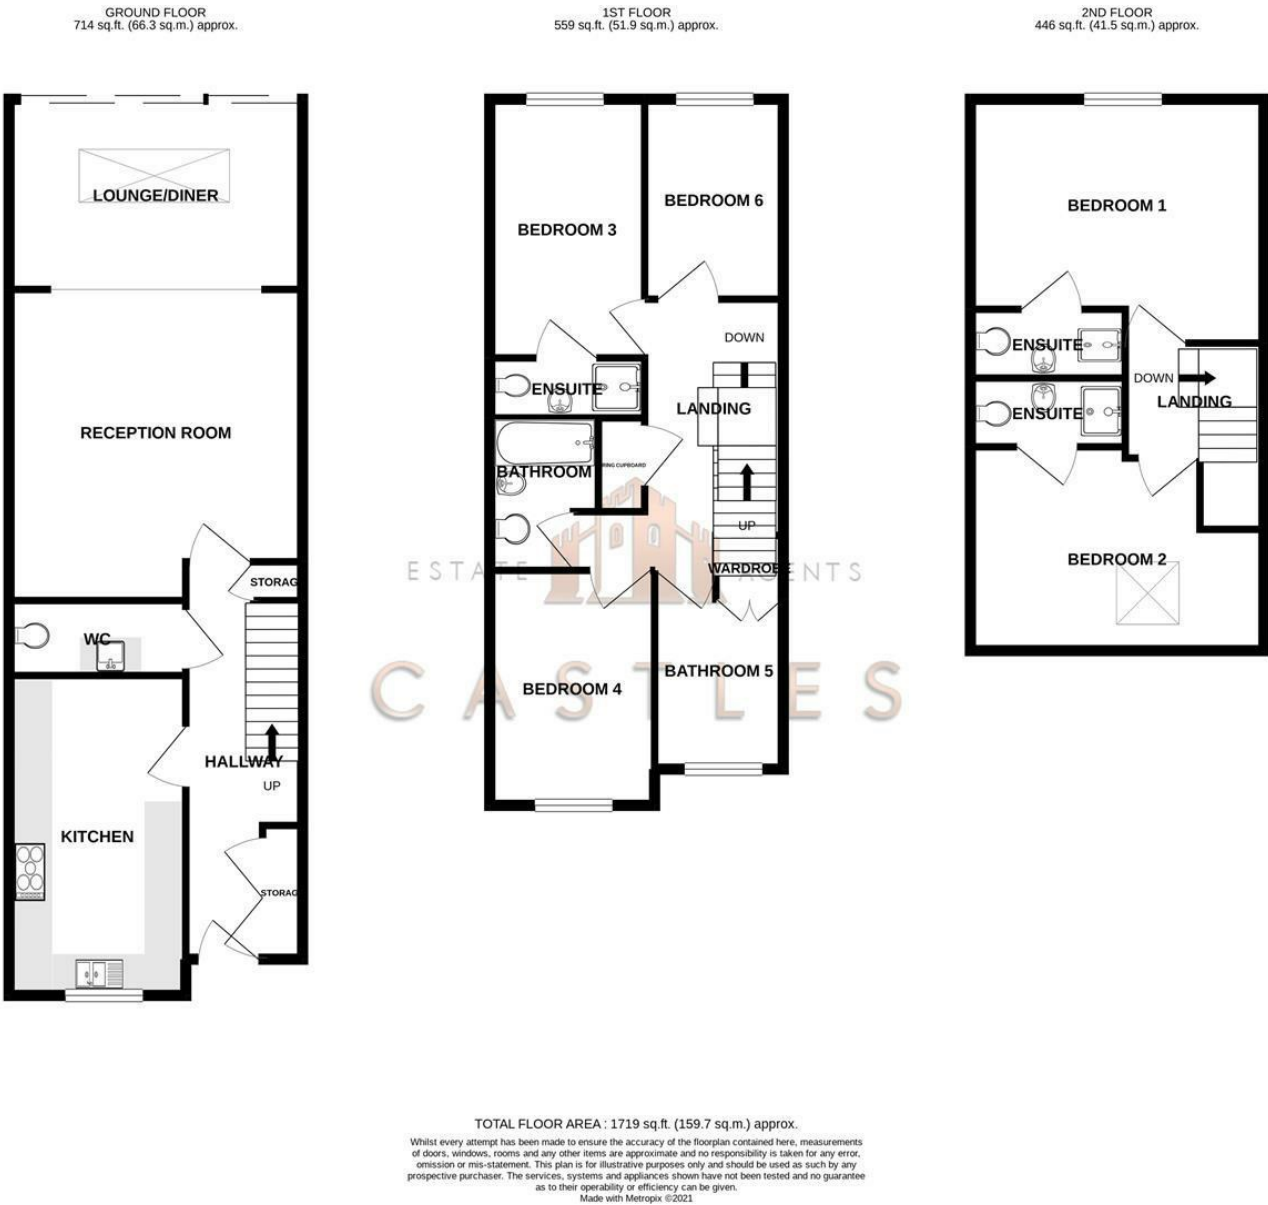 GROUND FLOOR
714 sq.ft. (66.3 sq.m.) approx.
LOUNGE/DINER
RECEPTION ROOM
STORAG
WC
HALLWAY
UP
KITCHEN
STORAG
1ST FLOOR
559 sq.ft. (51.9 sq.m.) approx.
BEDROOM 6
BEDROOM 3
DOWN
ENSUITE
LANDING
BATHROOM
RING CUPBOARD
UP
WARDROBE
BATHROOM 5
BEDROOM 4
2ND FLOOR
446 sq.ft. (41.5 sq.m.) approx.
BEDROOM 1
ENSUITE
DOWN
LANDING
ENSUITE
BEDROOM 2
ESTATE AGENTS
CASTLES
TOTAL FLOOR AREA : 1719 sq.ft. (159.7 sq.m.) approx.
Whilst every attempt has been made to ensure the accuracy of the floorplan contained here, measurements
of doors, windows, rooms and any other items are approximate and no responsibility is taken for any error,
omission or mis-statement. This plan is for illustrative purposes only and should be used as such by any
prospective purchaser. The services, systems and appliances shown have not been tested and no guarantee
as to their operability or efficiency can be given.
Made with Metropix ©2021